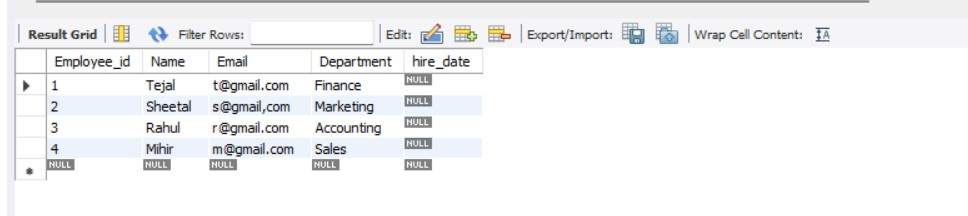 Result Grid Filter Rows: Edit: Export/Import: Wrap Cell Content: IA
Employee_id Name Email Department hire_date
1 Tejal t@gmail.com Finance NULL
2 Sheetal s@gmail,com Marketing NULL
3 Rahul r@gmail.com Accounting NULL
4 Mihir m@gmail.com Sales NULL
NULL NULL NULL NULL NULL